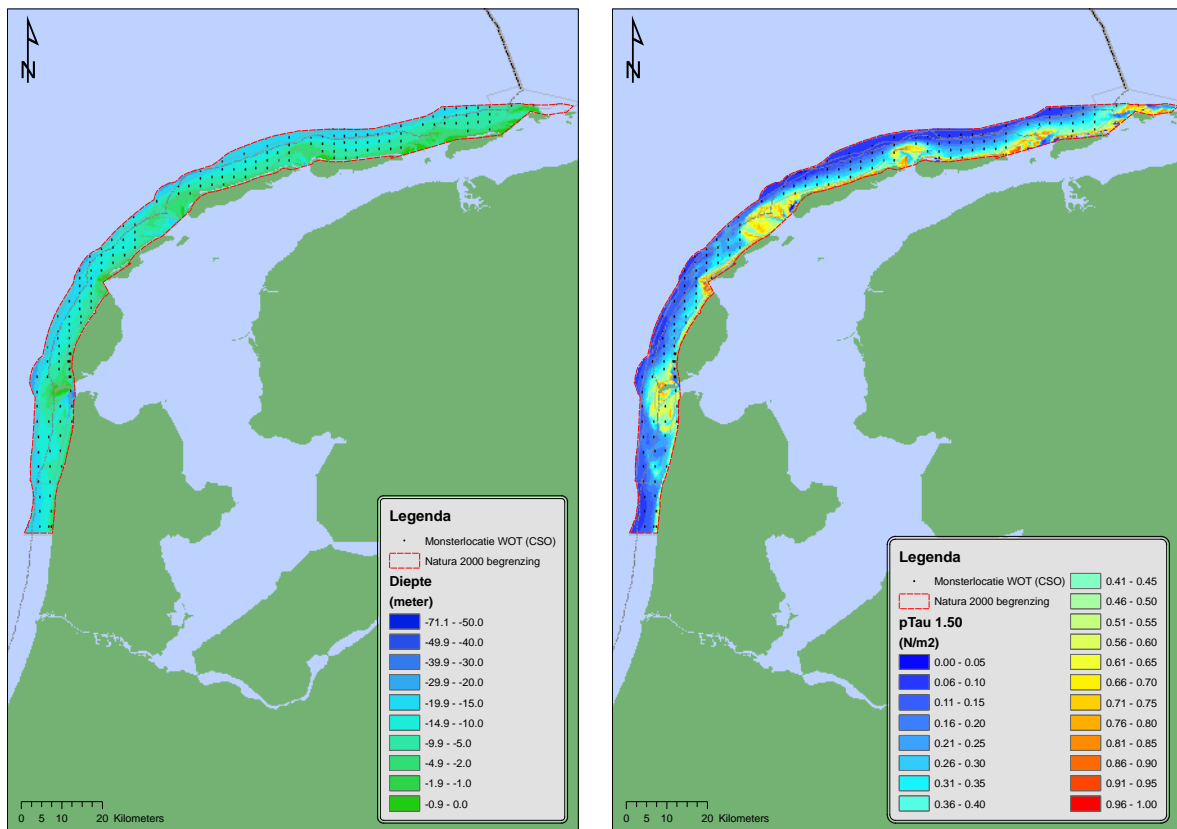 N
Legenda
Monsterlocatie WOT (CSO)
Natura 2000 begrenzing
Diepte
(meter)
-71.1 - -50.0
-49.9 - -40.0
-39.9 - -30.0
-29.9 - -20.0
-19.9 - -15.0
-14.9 - -10.0
-9.9 - -5.0
-4.9 - -2.0
-1.9 - -1.0
-0.9 - 0.0
0 5 10 20 Kilometers
N
Legenda
Monsterlocatie WOT (CSO)
Natura 2000 begrenzing
pTau 1.50
(N/m2)
0.00 - 0.05
0.06 - 0.10
0.11 - 0.15
0.16 - 0.20
0.21 - 0.25
0.26 - 0.30
0.31 - 0.35
0.36 - 0.40
0.41 - 0.45
0.46 - 0.50
0.51 - 0.55
0.56 - 0.60
0.61 - 0.65
0.66 - 0.70
0.71 - 0.75
0.76 - 0.80
0.81 - 0.85
0.86 - 0.90
0.91 - 0.95
0.96 - 1.00
0 5 10 20 Kilometers